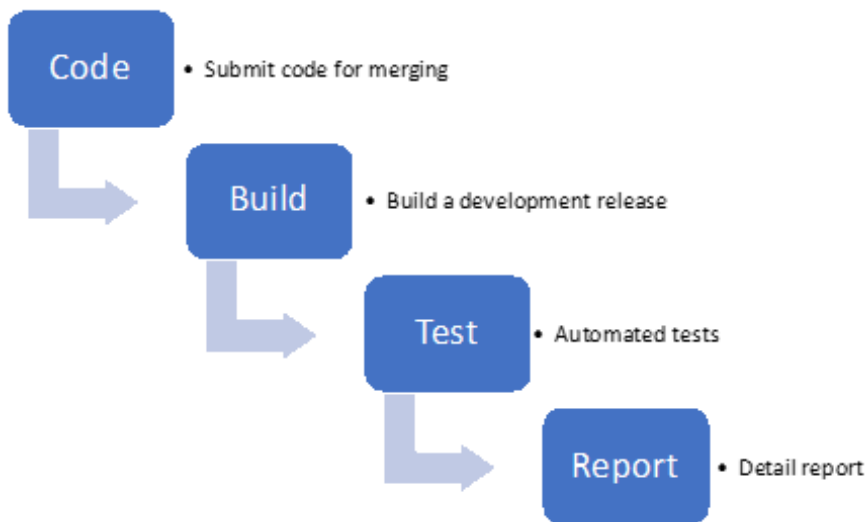 Code
• Submit code for merging
Build
• Build a development release
Test
• Automated tests
Report
• Detail report